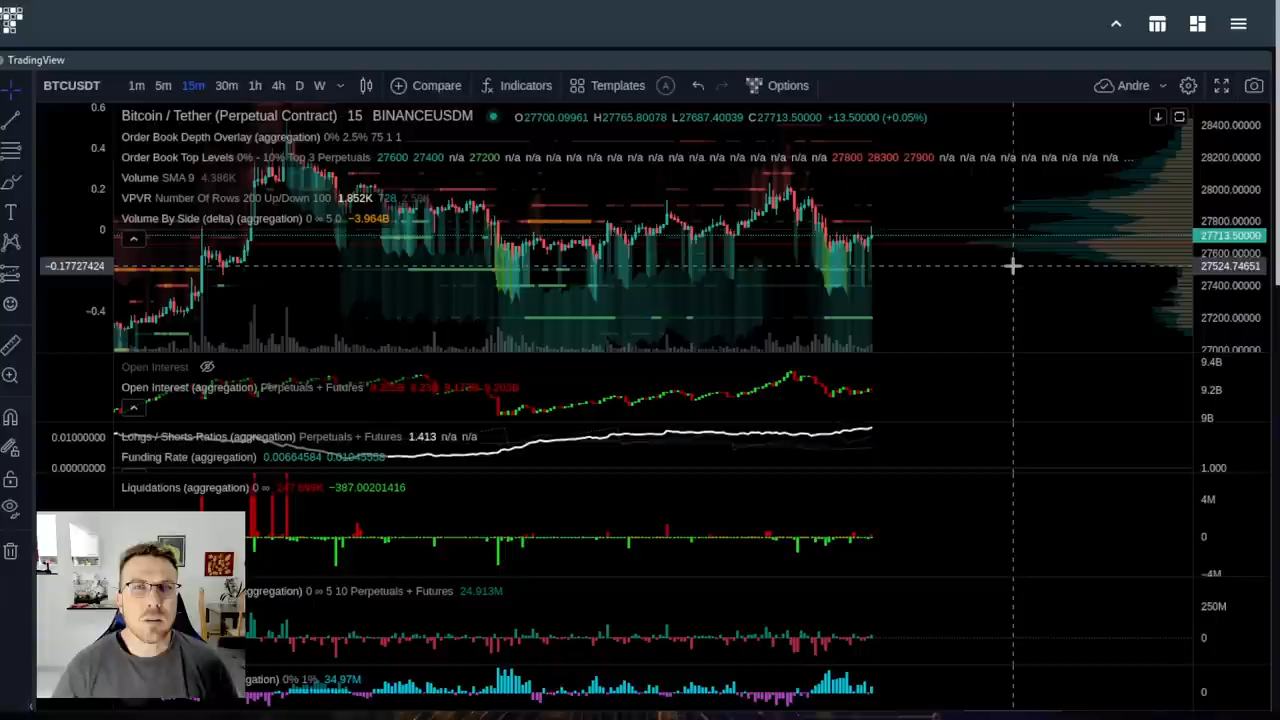 TradingView
BTCUSDT 1m 5m 15m 30m 1h 4h D W Compare Indicators Templates A Options Andre
0.6 Bitcoin / Tether (Perpetual Contract) 15 BINANCEUSDM O27700.09961 H27765.80078 L27687.40039 C27713.50000 +13.50000 (+0.05%) 28400.00000
Order Book Depth Overlay (aggregation) 0% 2.5% 75 1 1
0.4 Order Book Top Levels 0% - 10% Top 3 Perpetuals 27600 27400 n/a n/a 27200 n/a n/a n/a n/a n/a n/a n/a n/a n/a n/a n/a n/a n/a n/a n/a 27800 28300 27900 n/a n/a n/a n/a n/a n/a n/a n/a n/a … 28200.00000
Volume SMA 9 4.386K
0.2 VPVR Number Of Rows 200 Up/Down 100 1.852K 728 28000.00000
Volume By Side (delta) (aggregation) 0 ∞ 5 0 −3.964B 27800.00000
0 27713.50000
27600.00000
−0.17727424 27524.74651
27400.00000
−0.4 27200.00000
27000.00000
Open Interest 9.4B
Open Interest (aggregation) Perpetuals + Futures 9.2B
9B
0.01000000 Longs / Shorts Ratios (aggregation) Perpetuals + Futures 1.413 n/a n/a
Funding Rate (aggregation) 0.00664584
0.00000000 1.000
Liquidations (aggregation) 0 ∞ −387.00201416 4M
0
−4M
gregation) 0 ∞ 5 10 Perpetuals + Futures 24.913M
250M
0
gation) 0% 1% 34.97M
0